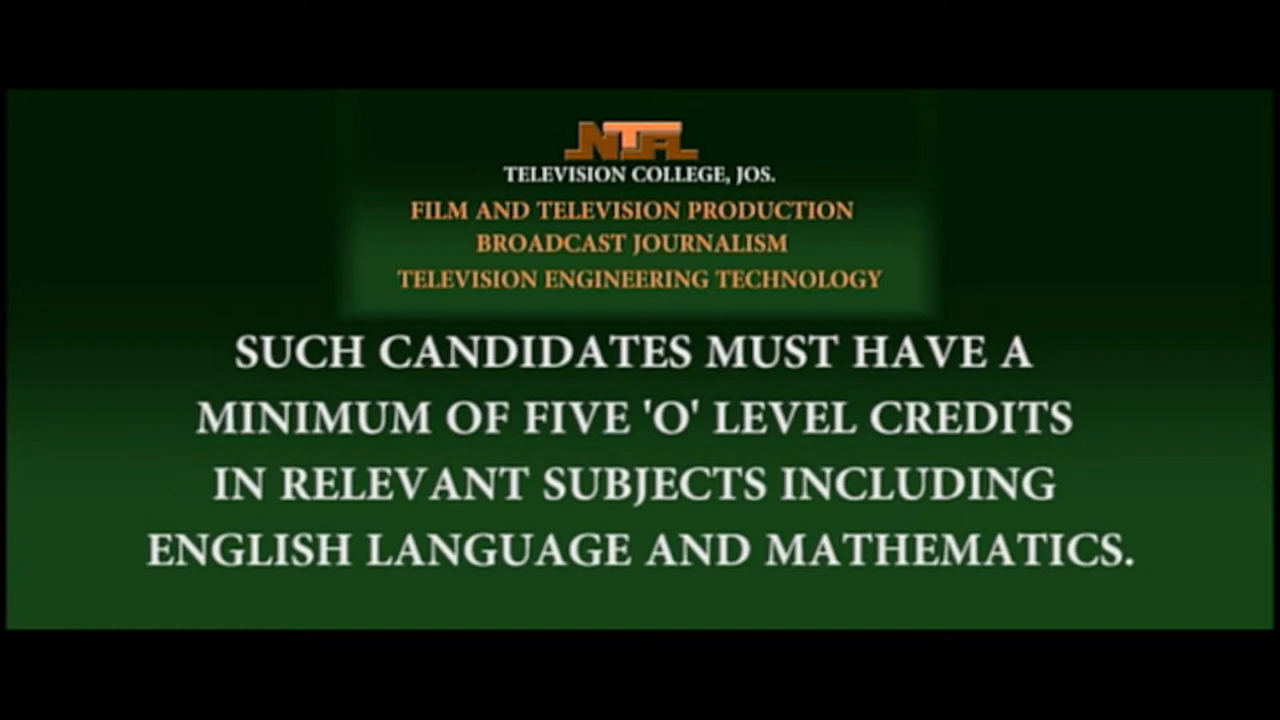 NTA
TELEVISION COLLEGE, JOS.
FILM AND TELEVISION PRODUCTION
BROADCAST JOURNALISM
TELEVISION ENGINEERING TECHNOLOGY
SUCH CANDIDATES MUST HAVE A
MINIMUM OF FIVE 'O' LEVEL CREDITS
IN RELEVANT SUBJECTS INCLUDING
ENGLISH LANGUAGE AND MATHEMATICS.